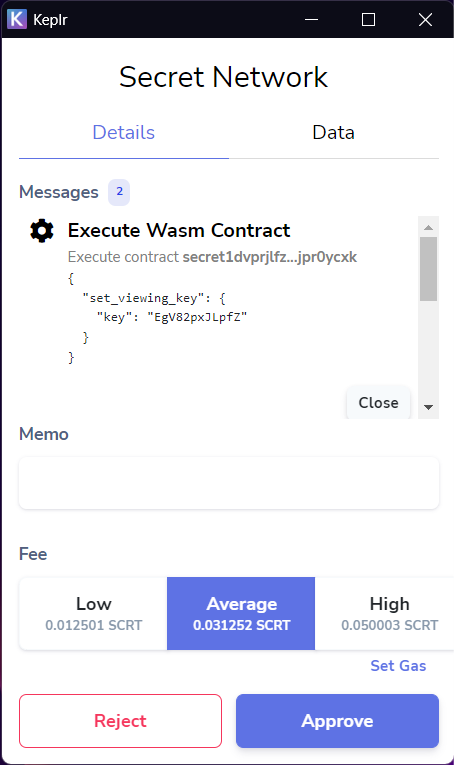 Keplr
Secret Network
Details Data
Messages 2
Execute Wasm Contract
Execute contract secret1dvprjlfz...jpr0ycxk
{
"set_viewing_key": {
"key": "EgV82pxJLpfZ"
}
}
Close
Memo
Fee
Low Average High
0.012501 SCRT 0.031252 SCRT 0.050003 SCRT
Set Gas
Reject Approve